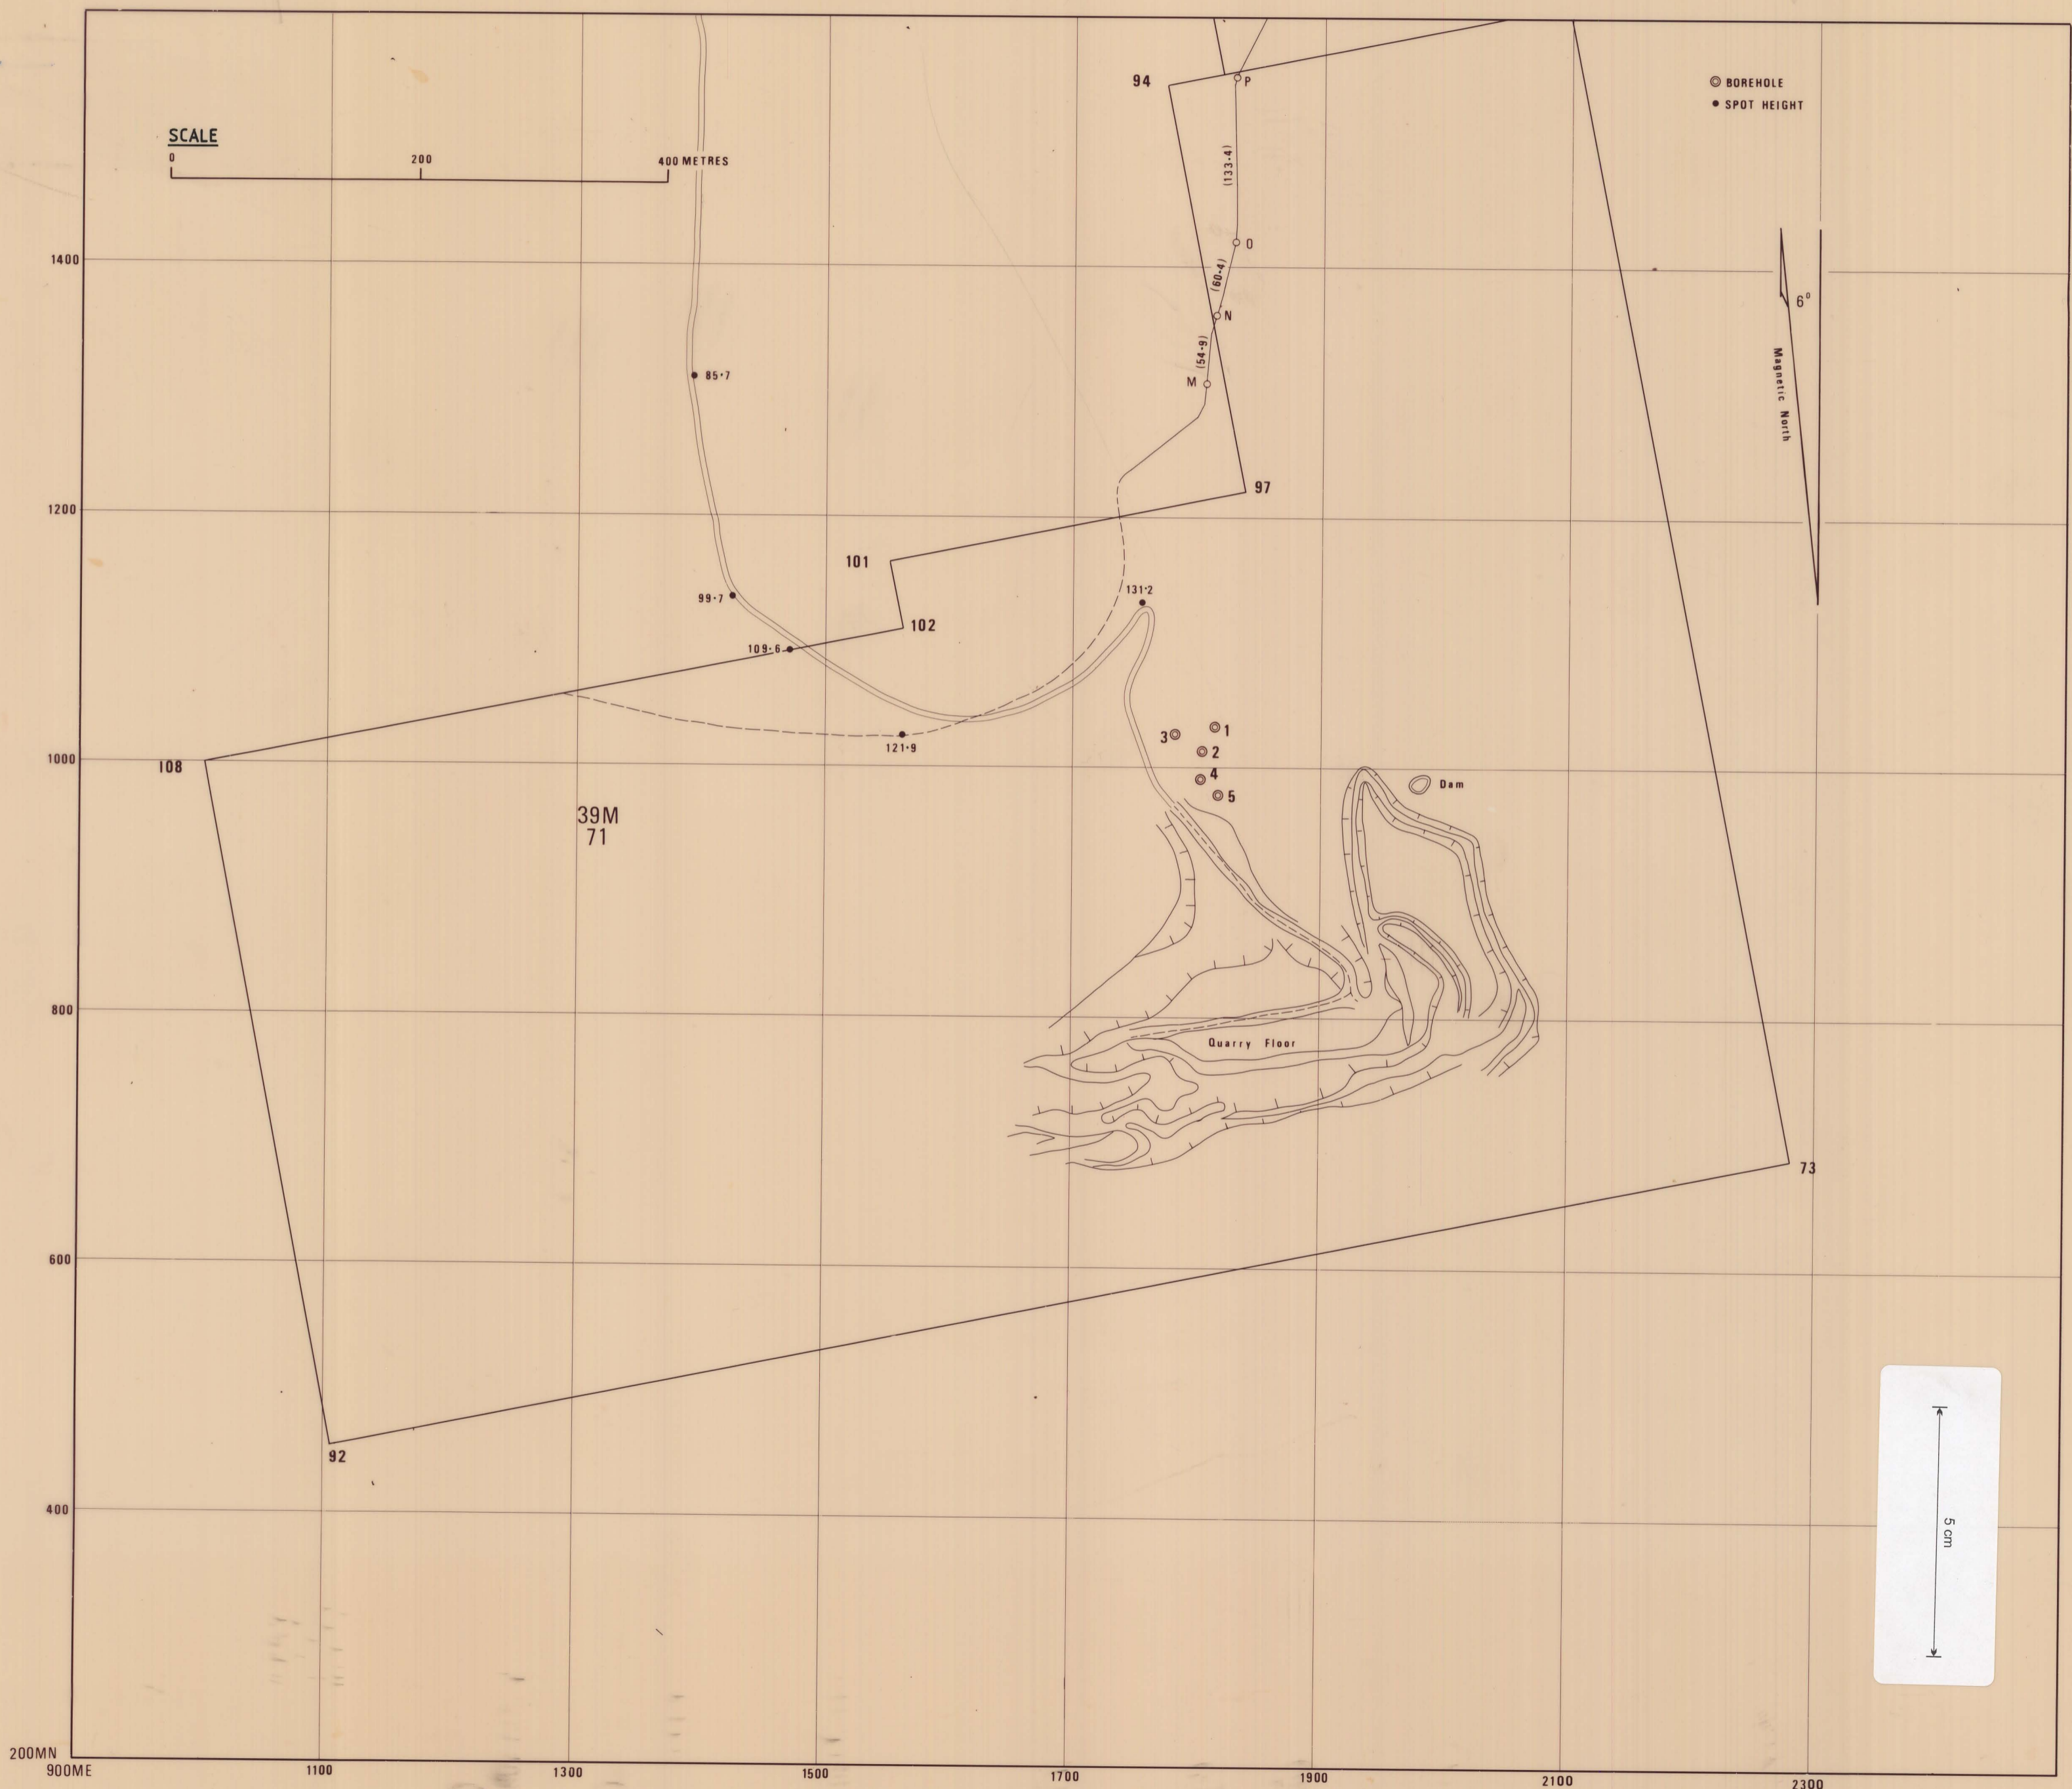 94
P
BOREHOLE
SPOT HEIGHT
SCALE
0 200 400 METRES
(133·4)
1400
O
(60·4)
6°
N
Magnetic North
(54·9)
85·7
M
97
1200
101
131·2
99·7
102
109·6
1
3
2
121·9
1000
108
4
5
Dam
39M
71
800
Quarry Floor
73
600
92
400
5 cm
200MN
900ME 1100 1300 1500 1700 1900 2100 2300